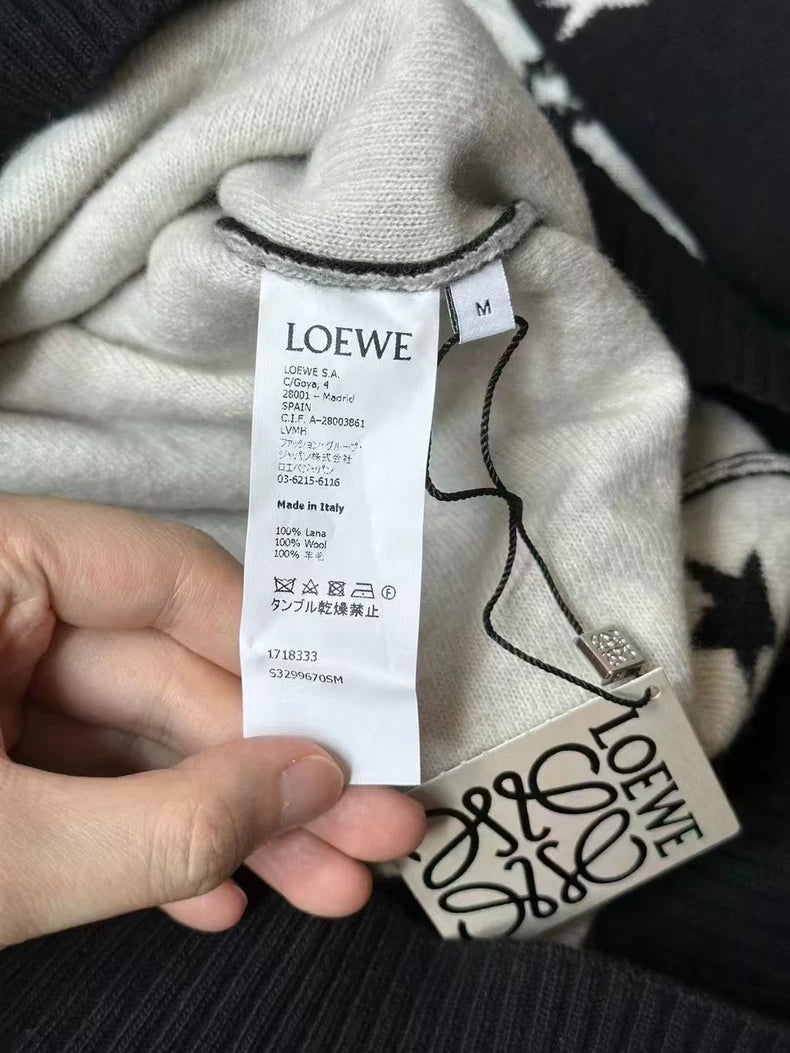 M
LOEWE
LOEWE S.A.
C/Goya, 4
28001 - Madrid
SPAIN
C.I.F. A-28003861
LVMH
ファッション・グループ・
ジャパン株式会社
ロエベジャパン
03-6215-6116
Made in Italy
100% Lana
100% Wool
100% 羊毛
F
タンブル乾燥禁止
1718333
S3299670SM
LOEWE